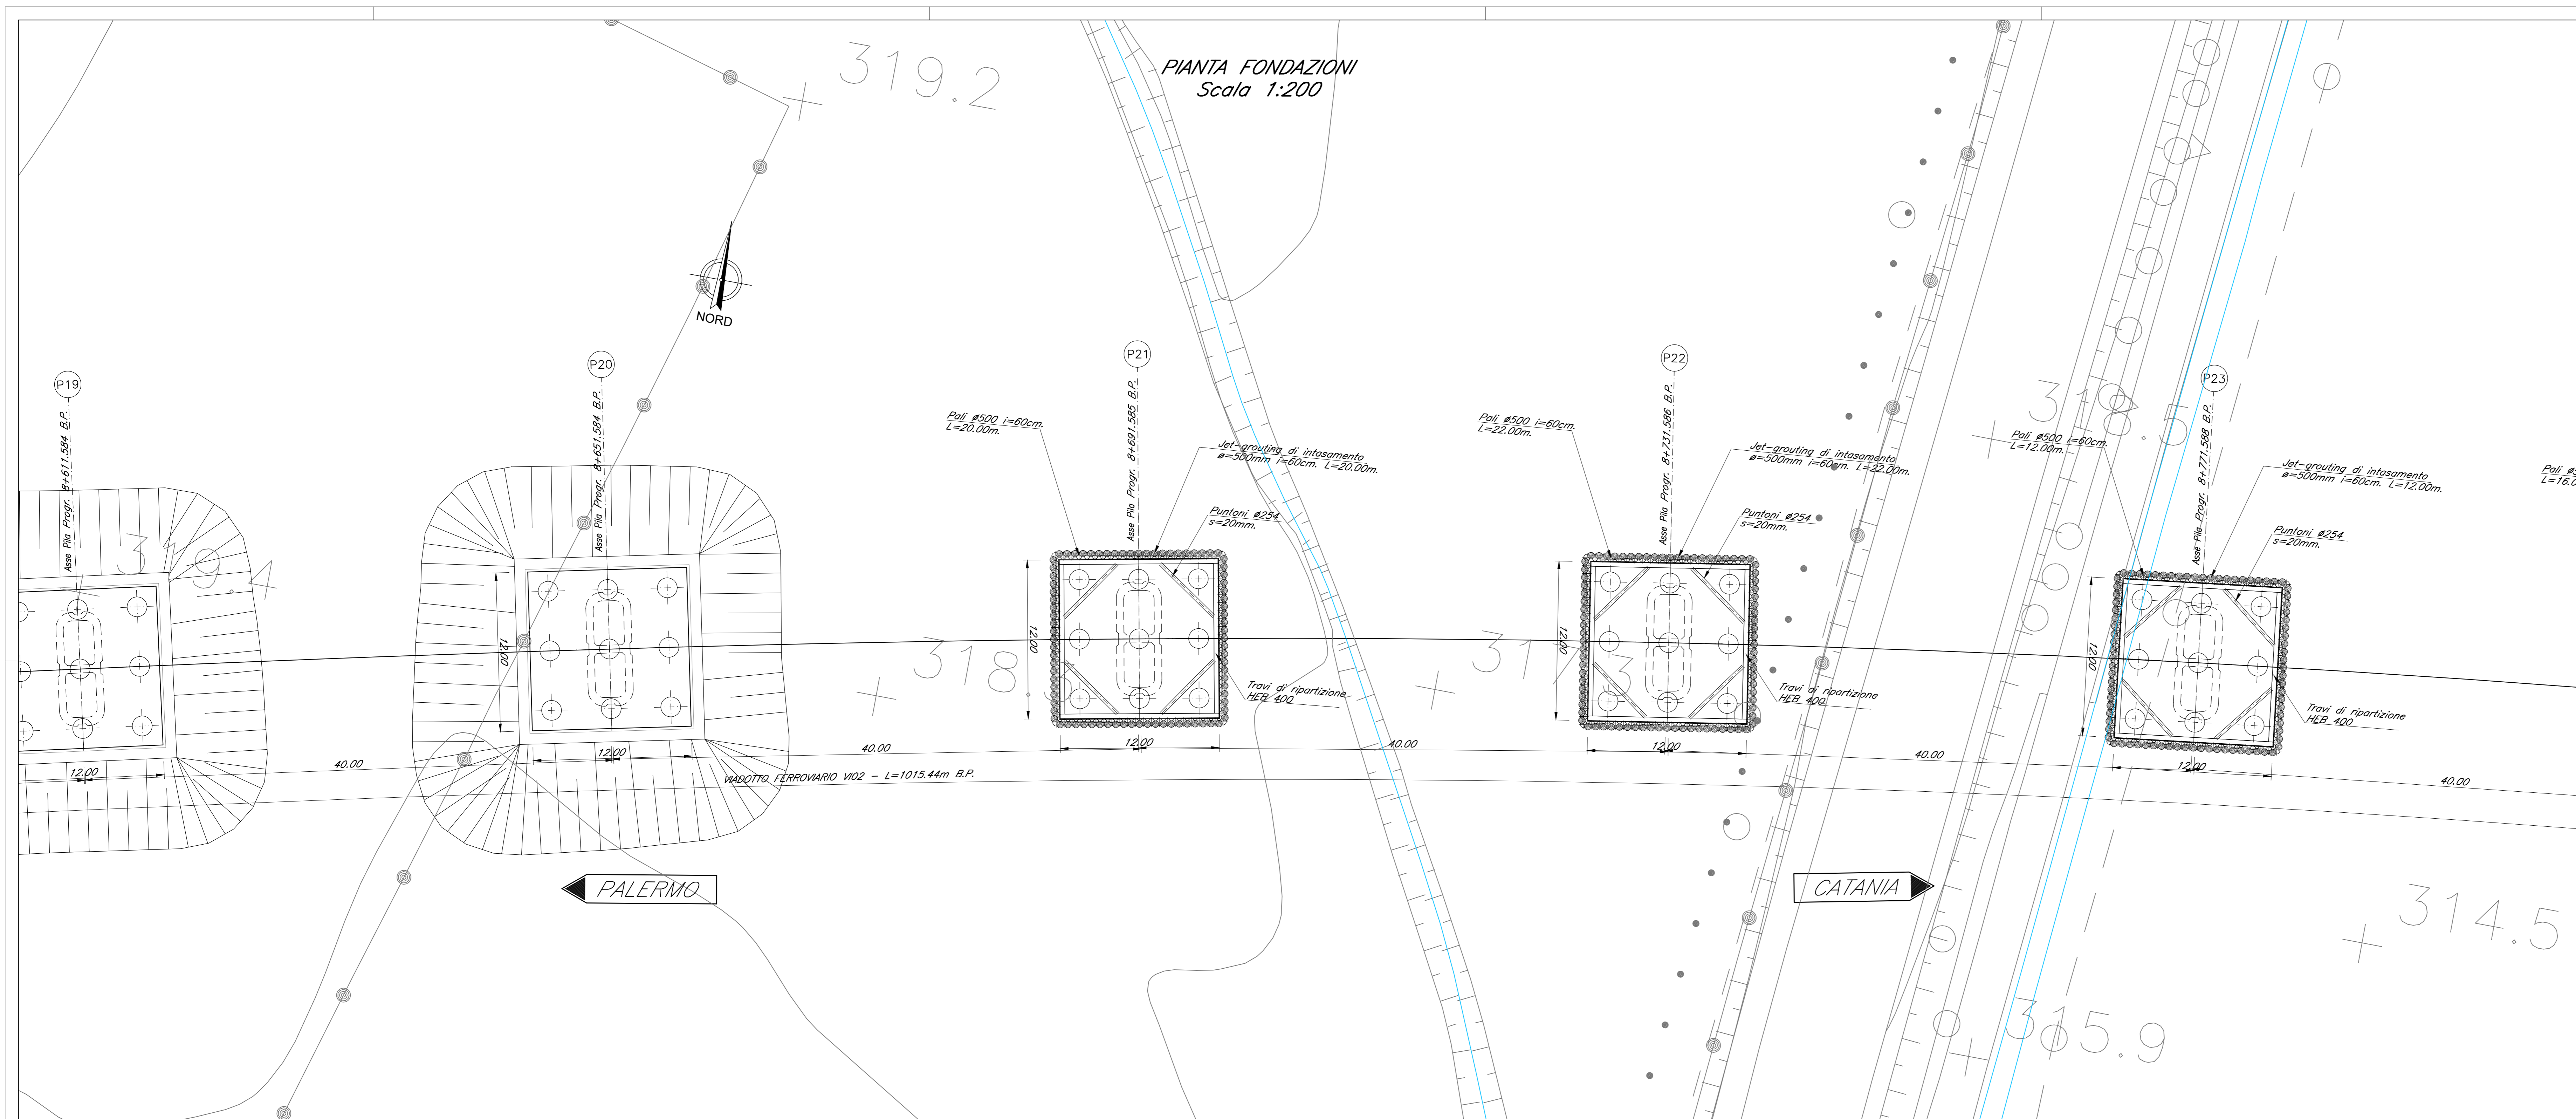 PIANTA FONDAZIONI
Scala 1:200
319.2
NORD
P19
Asse Pila Progr. 8+611.584 B.P.
319.4
12.00
P20
Asse Pila Progr. 8+651.584 B.P.
12.00
12.00
40.00
P21
Asse Pila Progr. 8+691.585 B.P.
Pali ø500 i=60cm.
L=20.00m.
Jet-grouting di intasamento
ø=500mm i=60cm. L=20.00m.
Puntoni ø254
s=20mm.
12.00
Travi di ripartizione
HEB 400
12.00
40.00
40.00
P22
Asse Pila Progr. 8+731.586 B.P.
Pali ø500 i=60cm.
L=22.00m.
Jet-grouting di intasamento
ø=500mm i=60cm. L=22.00m.
Puntoni ø254
s=20mm.
12.00
Travi di ripartizione
HEB 400
12.00
40.00
P23
Asse Pila Progr. 8+771.588 B.P.
Pali ø500 i=60cm.
L=12.00m.
Jet-grouting di intasamento
ø=500mm i=60cm. L=12.00m.
Puntoni ø254
s=20mm.
12.00
Travi di ripartizione
HEB 400
12.00
40.00
VIADOTTO FERROVIARIO VI02 - L=1015.44m B.P.
PALERMO
CATANIA
314.5
315.9